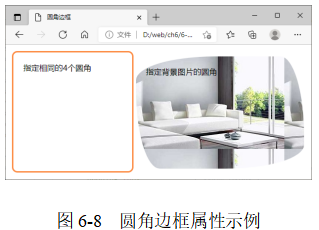 圆角边框
文件 D:/web/ch6/6-...
指定相同的4个圆角
指定背景图片的圆角
图 6-8 圆角边框属性示例